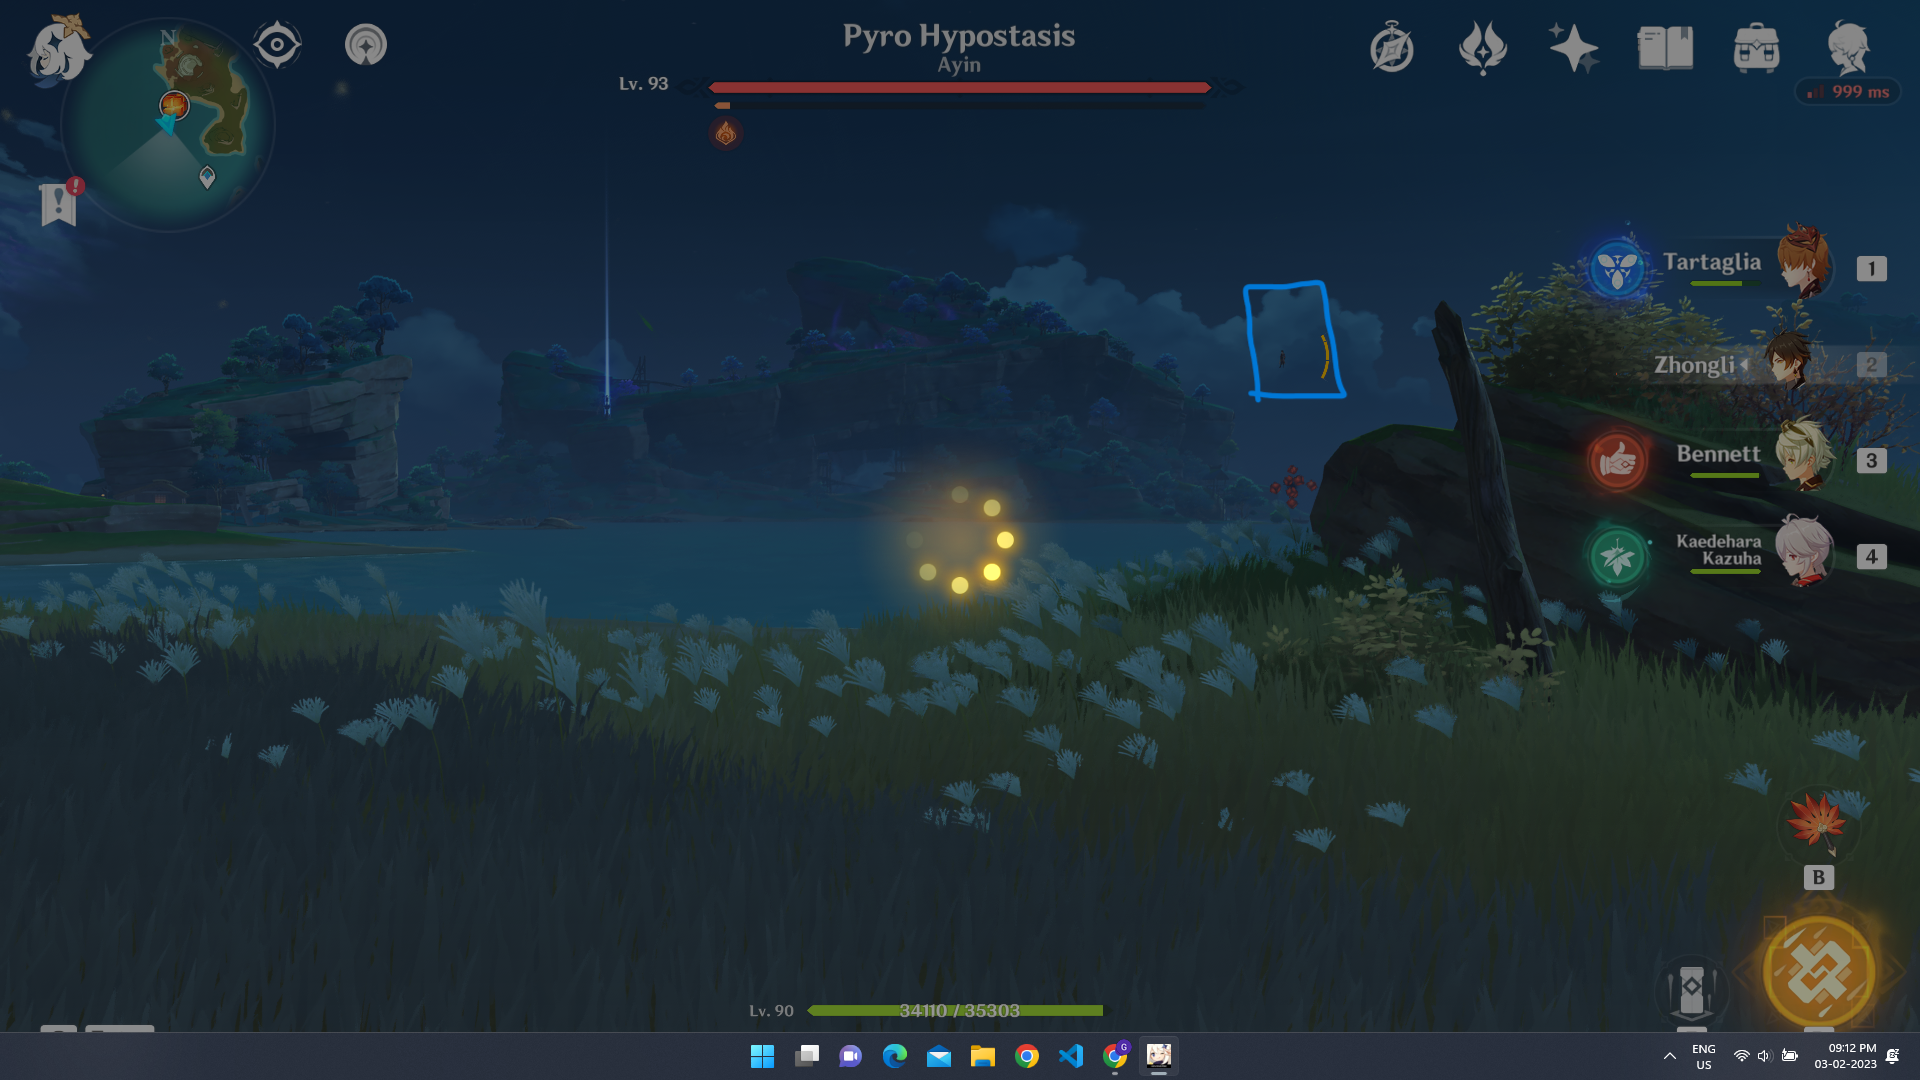 N
Pyro Hypostasis
Ayin
Lv. 93
999 ms
Tartaglia
1
Zhongli
2
Bennett
3
Kaedehara
Kazuha
4
B
Lv. 90
34110 / 35303
G
ENG
US
09:12 PM
03-02-2023